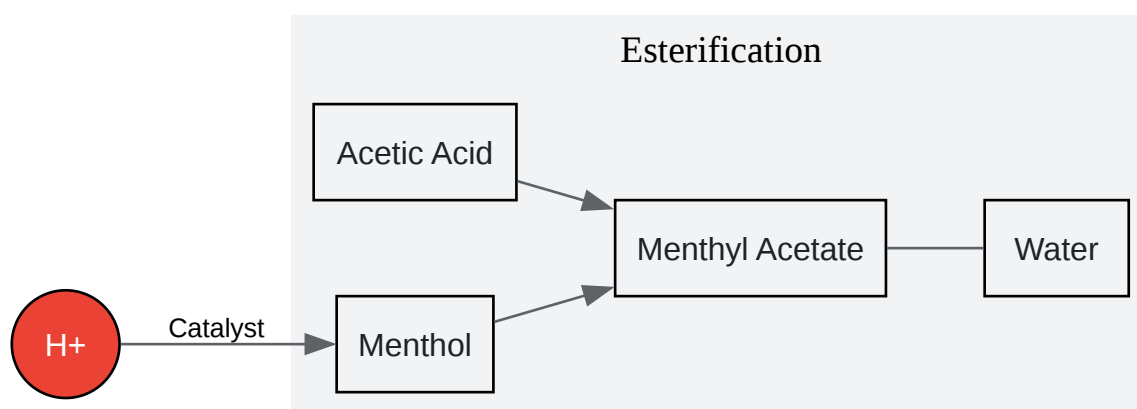 Esterification
Acetic Acid
Menthyl Acetate
Water
H+
Catalyst
Menthol